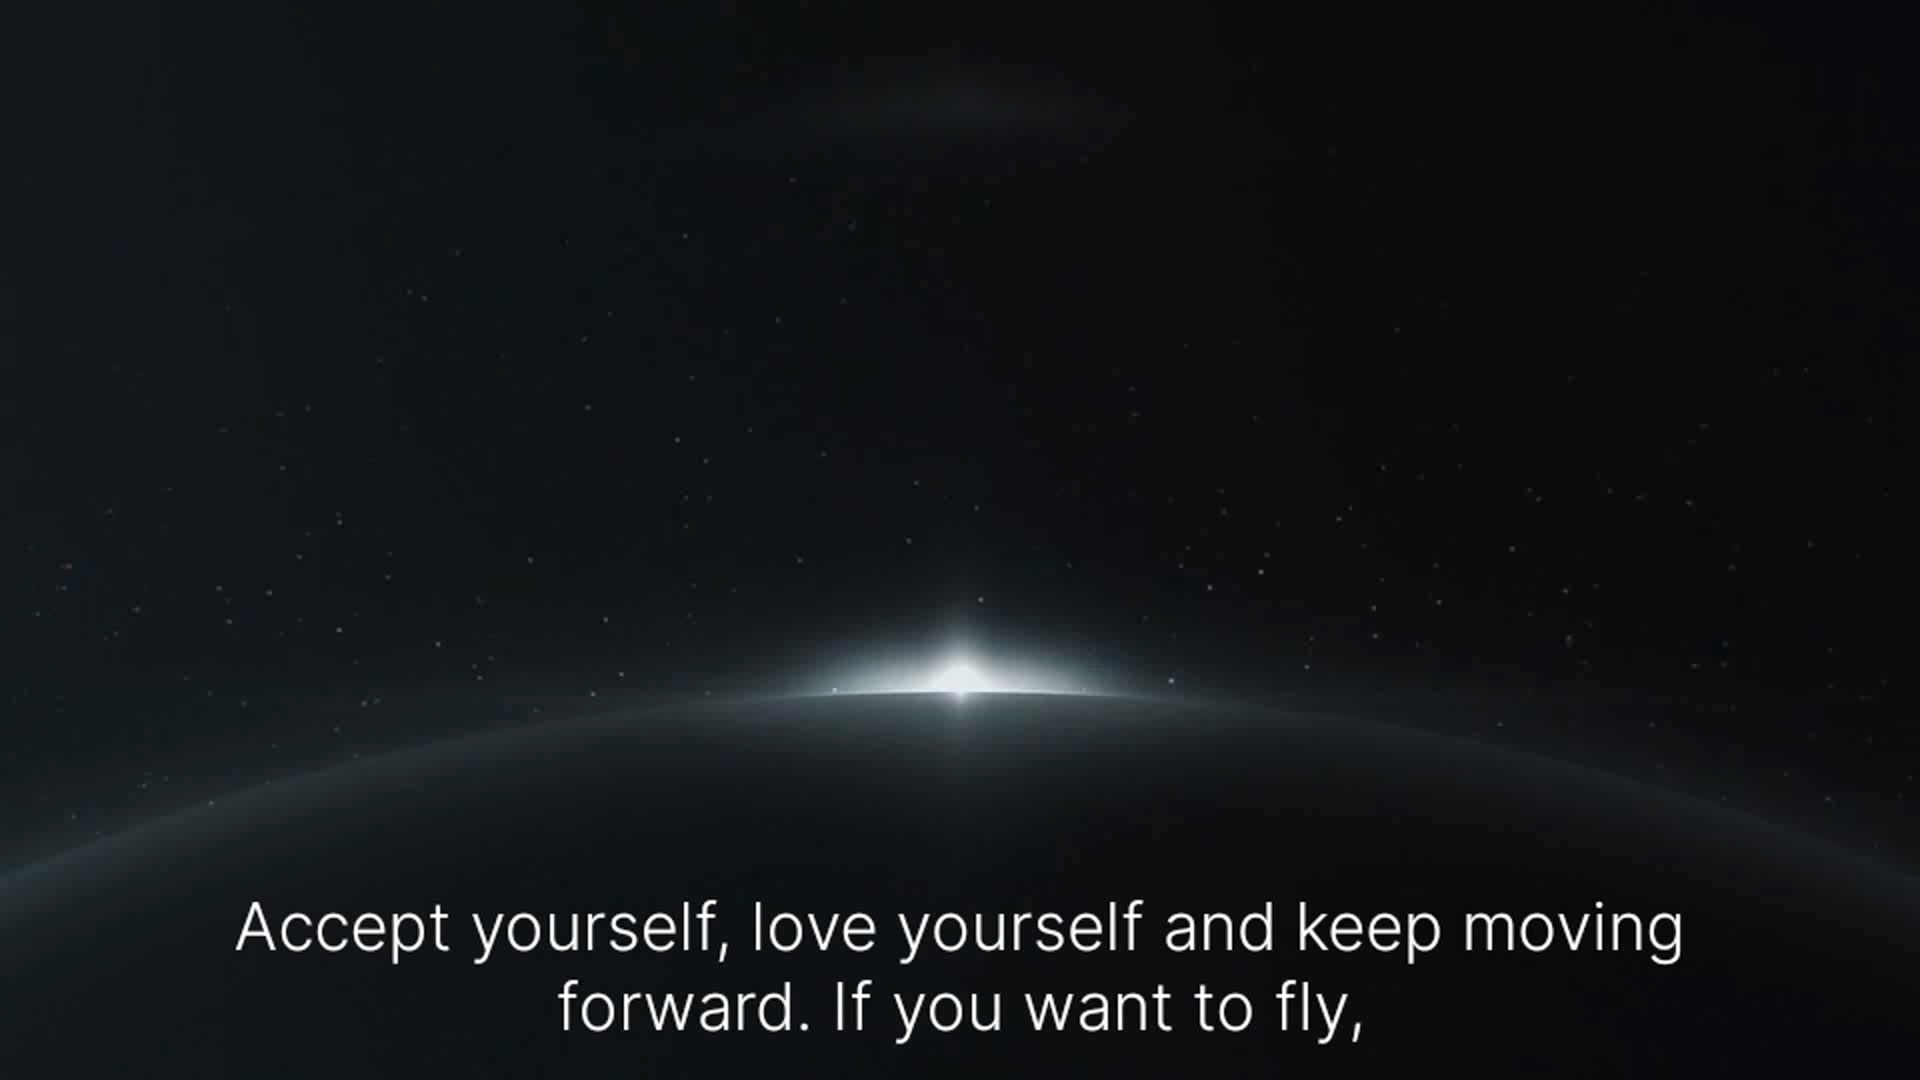 Accept yourself, love yourself and keep moving
forward. If you want to fly,